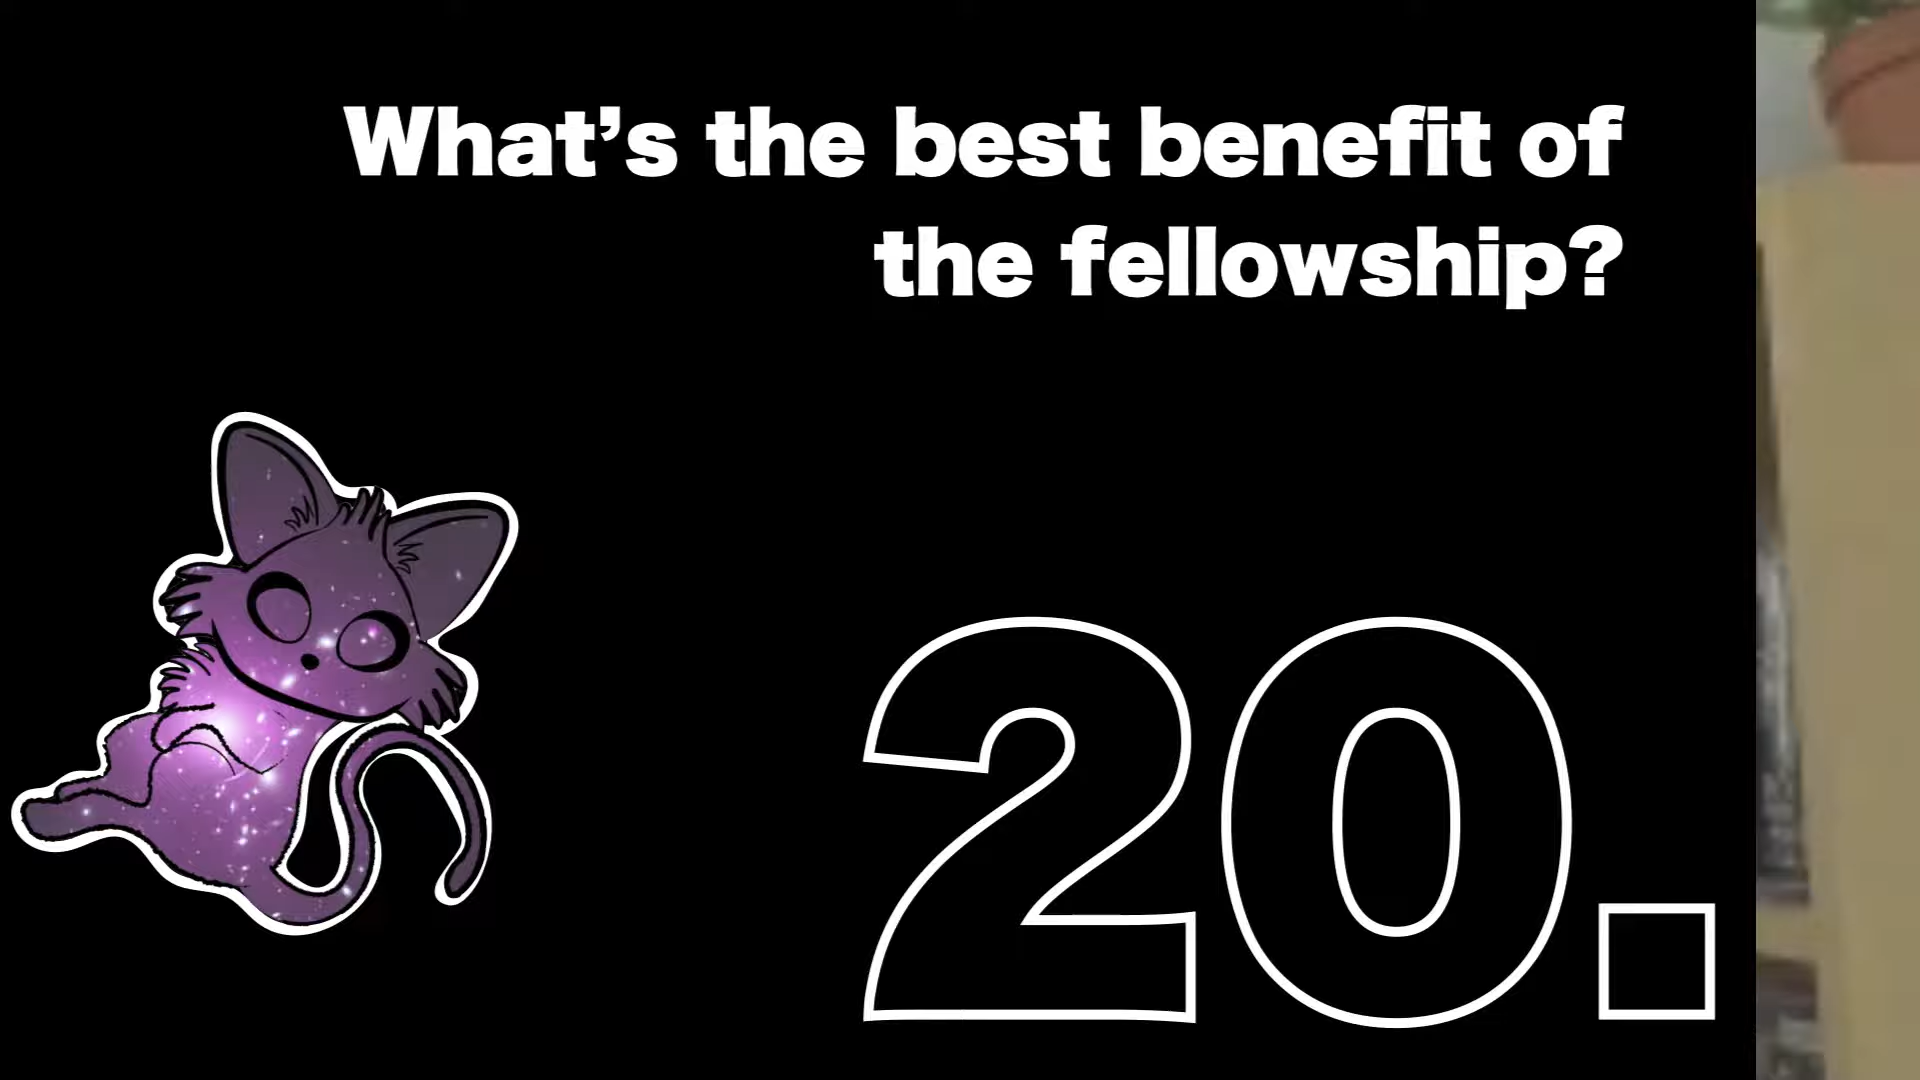 What’s the best benefit of
the fellowship?
20.